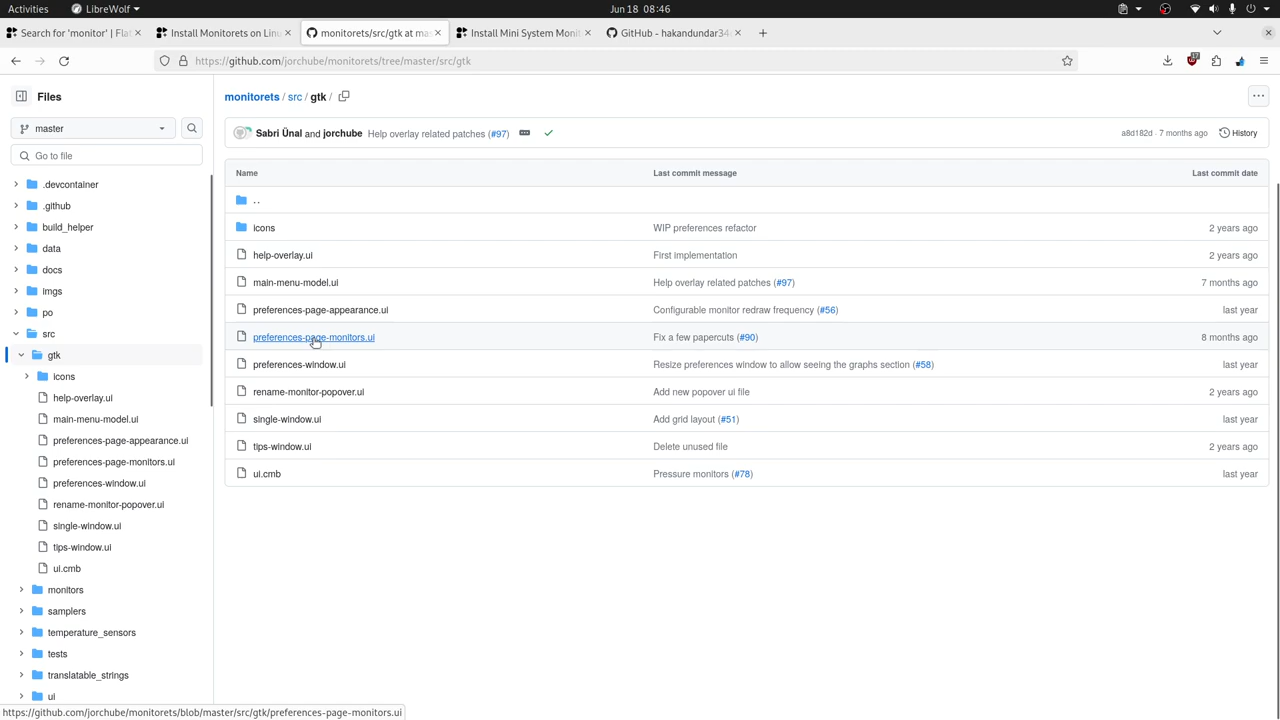 Activities
LibreWolf
Jun 18 08:46
Search for 'monitor' | Fla
Install Monitorets on Lin
monitorets/src/gtk at ma
Install Mini System Monit
GitHub - hakandundar34
https://github.com/jorchube/monitorets/tree/master/src/gtk
17
Files
master
Go to file
.devcontainer
.github
build_helper
data
docs
imgs
po
src
gtk
icons
help-overlay.ui
main-menu-model.ui
preferences-page-appearance.ui
preferences-page-monitors.ui
preferences-window.ui
rename-monitor-popover.ui
single-window.ui
tips-window.ui
ui.cmb
monitors
samplers
temperature_sensors
tests
translatable_strings
ui
monitorets / src / gtk /
Sabri Ünal and jorchube Help overlay related patches (#97)
a8d182d · 7 months ago
History
Name Last commit message Last commit date
..
icons WIP preferences refactor 2 years ago
help-overlay.ui First implementation 2 years ago
main-menu-model.ui Help overlay related patches (#97) 7 months ago
preferences-page-appearance.ui Configurable monitor redraw frequency (#56) last year
preferences-page-monitors.ui Fix a few papercuts (#90) 8 months ago
preferences-window.ui Resize preferences window to allow seeing the graphs section (#58) last year
rename-monitor-popover.ui Add new popover ui file 2 years ago
single-window.ui Add grid layout (#51) last year
tips-window.ui Delete unused file 2 years ago
ui.cmb Pressure monitors (#78) last year
https://github.com/jorchube/monitorets/blob/master/src/gtk/preferences-page-monitors.ui